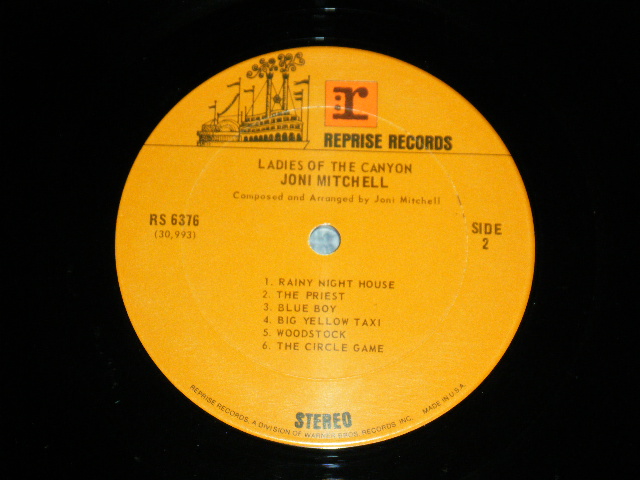 r:
REPRISE RECORDS
LADIES OF THE CANYON
JONI MITCHELL
Composed and Arranged by Joni Mitchell
RS 6376
(30,993)
SIDE
2
1. RAINY NIGHT HOUSE
2. THE PRIEST
3. BLUE BOY
4. BIG YELLOW TAXI
5. WOODSTOCK
6. THE CIRCLE GAME
STEREO
REPRISE RECORDS, A DIVISION OF WARNER BROS. RECORDS INC. MADE IN U.S.A.